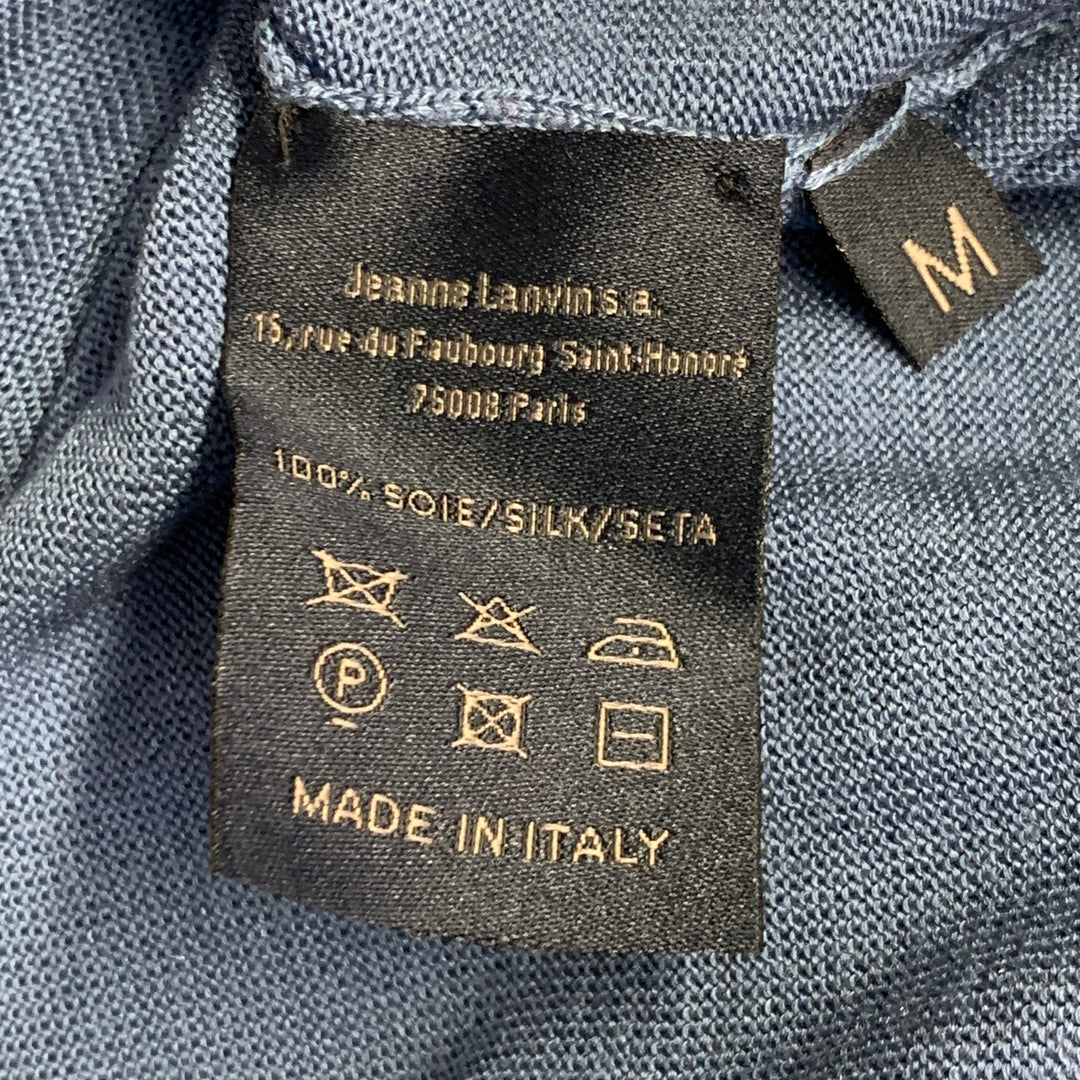 Jeanne Lanvin s.a.
15, rue du Faubourg Saint-Honoré
75008 Paris
100% SOIE/SILK/SETA
P
MADE IN ITALY
M